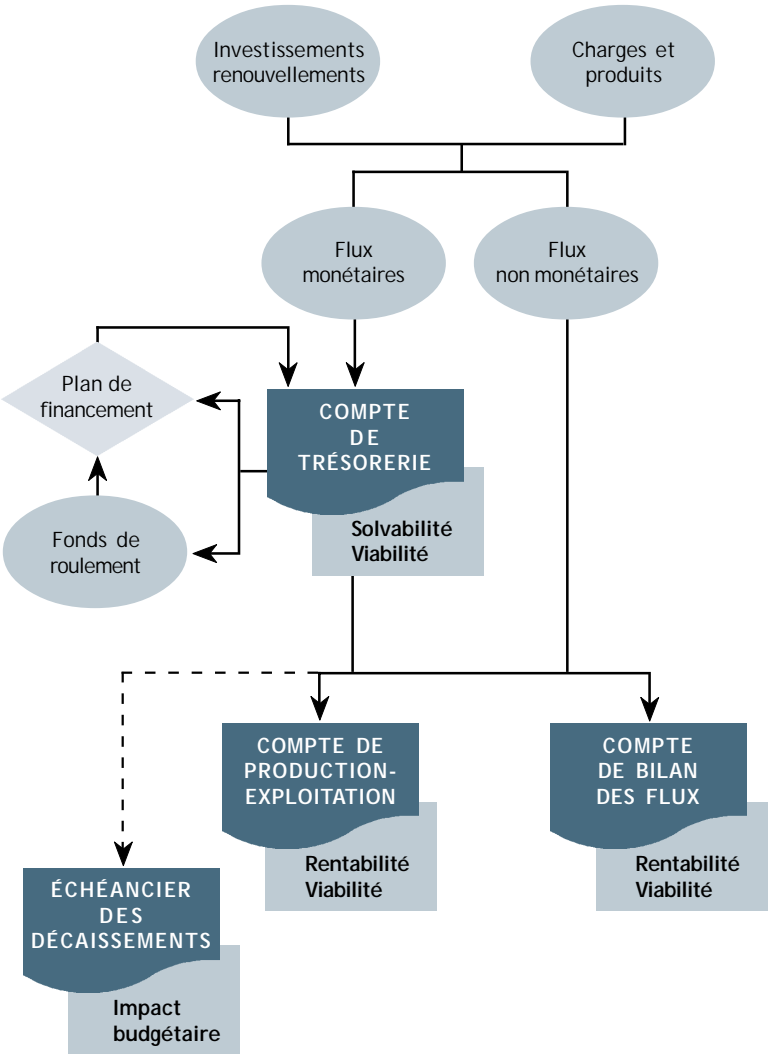 Investissements
renouvellements
Charges et
produits
Flux
monétaires
Flux
non monétaires
Plan de
financement
COMPTE
DE
TRÉSORERIE
Solvabilité
Viabilité
Fonds de
roulement
COMPTE DE
PRODUCTION-
EXPLOITATION
Rentabilité
Viabilité
COMPTE
DE BILAN
DES FLUX
Rentabilité
Viabilité
ÉCHÉANCIER
DES
DÉCAISSEMENTS
Impact
budgétaire